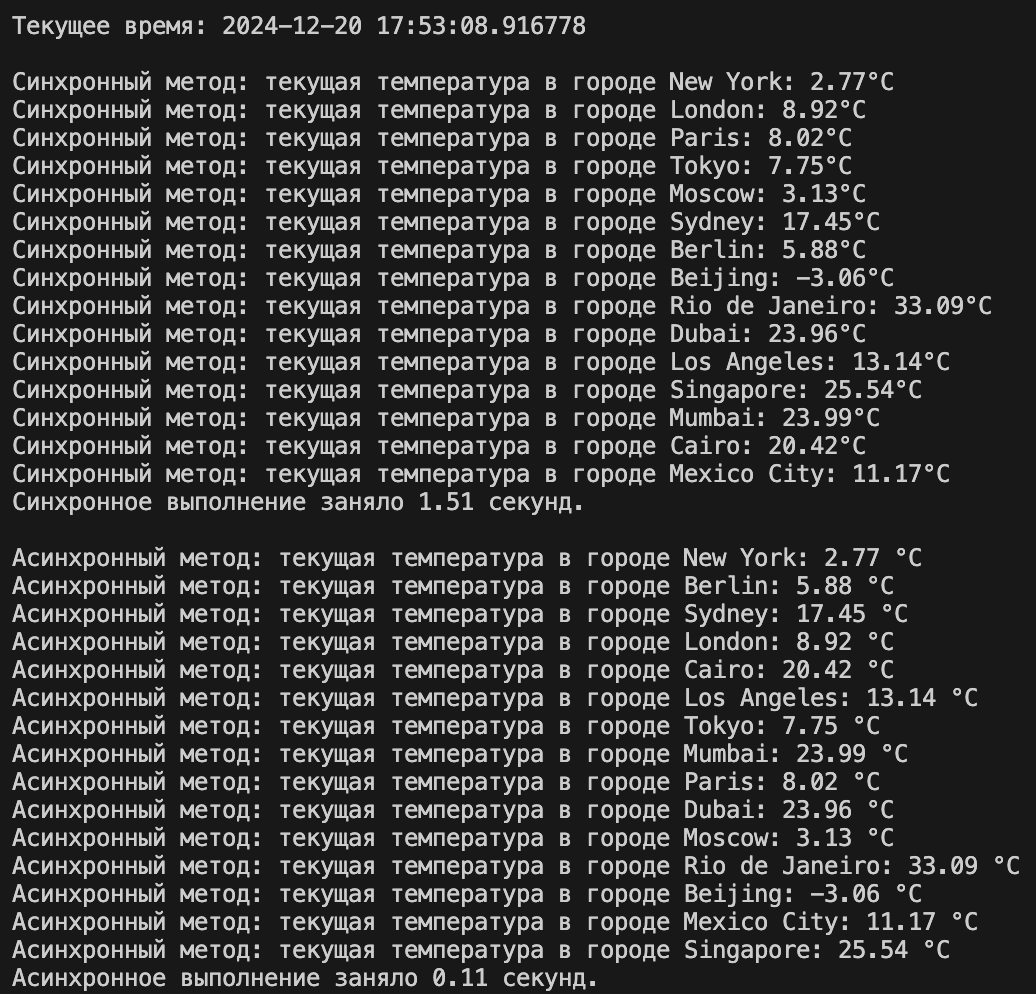 Текущее время: 2024-12-20 17:53:08.916778
Синхронный метод: текущая температура в городе New York: 2.77°C
Синхронный метод: текущая температура в городе London: 8.92°C
Синхронный метод: текущая температура в городе Paris: 8.02°C
Синхронный метод: текущая температура в городе Tokyo: 7.75°C
Синхронный метод: текущая температура в городе Moscow: 3.13°C
Синхронный метод: текущая температура в городе Sydney: 17.45°C
Синхронный метод: текущая температура в городе Berlin: 5.88°C
Синхронный метод: текущая температура в городе Beijing: -3.06°C
Синхронный метод: текущая температура в городе Rio de Janeiro: 33.09°C
Синхронный метод: текущая температура в городе Dubai: 23.96°C
Синхронный метод: текущая температура в городе Los Angeles: 13.14°C
Синхронный метод: текущая температура в городе Singapore: 25.54°C
Синхронный метод: текущая температура в городе Mumbai: 23.99°C
Синхронный метод: текущая температура в городе Cairo: 20.42°C
Синхронный метод: текущая температура в городе Mexico City: 11.17°C
Синхронное выполнение заняло 1.51 секунд.
Асинхронный метод: текущая температура в городе New York: 2.77 °C
Асинхронный метод: текущая температура в городе Berlin: 5.88 °C
Асинхронный метод: текущая температура в городе Sydney: 17.45 °C
Асинхронный метод: текущая температура в городе London: 8.92 °C
Асинхронный метод: текущая температура в городе Cairo: 20.42 °C
Асинхронный метод: текущая температура в городе Los Angeles: 13.14 °C
Асинхронный метод: текущая температура в городе Tokyo: 7.75 °C
Асинхронный метод: текущая температура в городе Mumbai: 23.99 °C
Асинхронный метод: текущая температура в городе Paris: 8.02 °C
Асинхронный метод: текущая температура в городе Dubai: 23.96 °C
Асинхронный метод: текущая температура в городе Moscow: 3.13 °C
Асинхронный метод: текущая температура в городе Rio de Janeiro: 33.09 °C
Асинхронный метод: текущая температура в городе Beijing: -3.06 °C
Асинхронный метод: текущая температура в городе Mexico City: 11.17 °C
Асинхронный метод: текущая температура в городе Singapore: 25.54 °C
Асинхронное выполнение заняло 0.11 секунд.